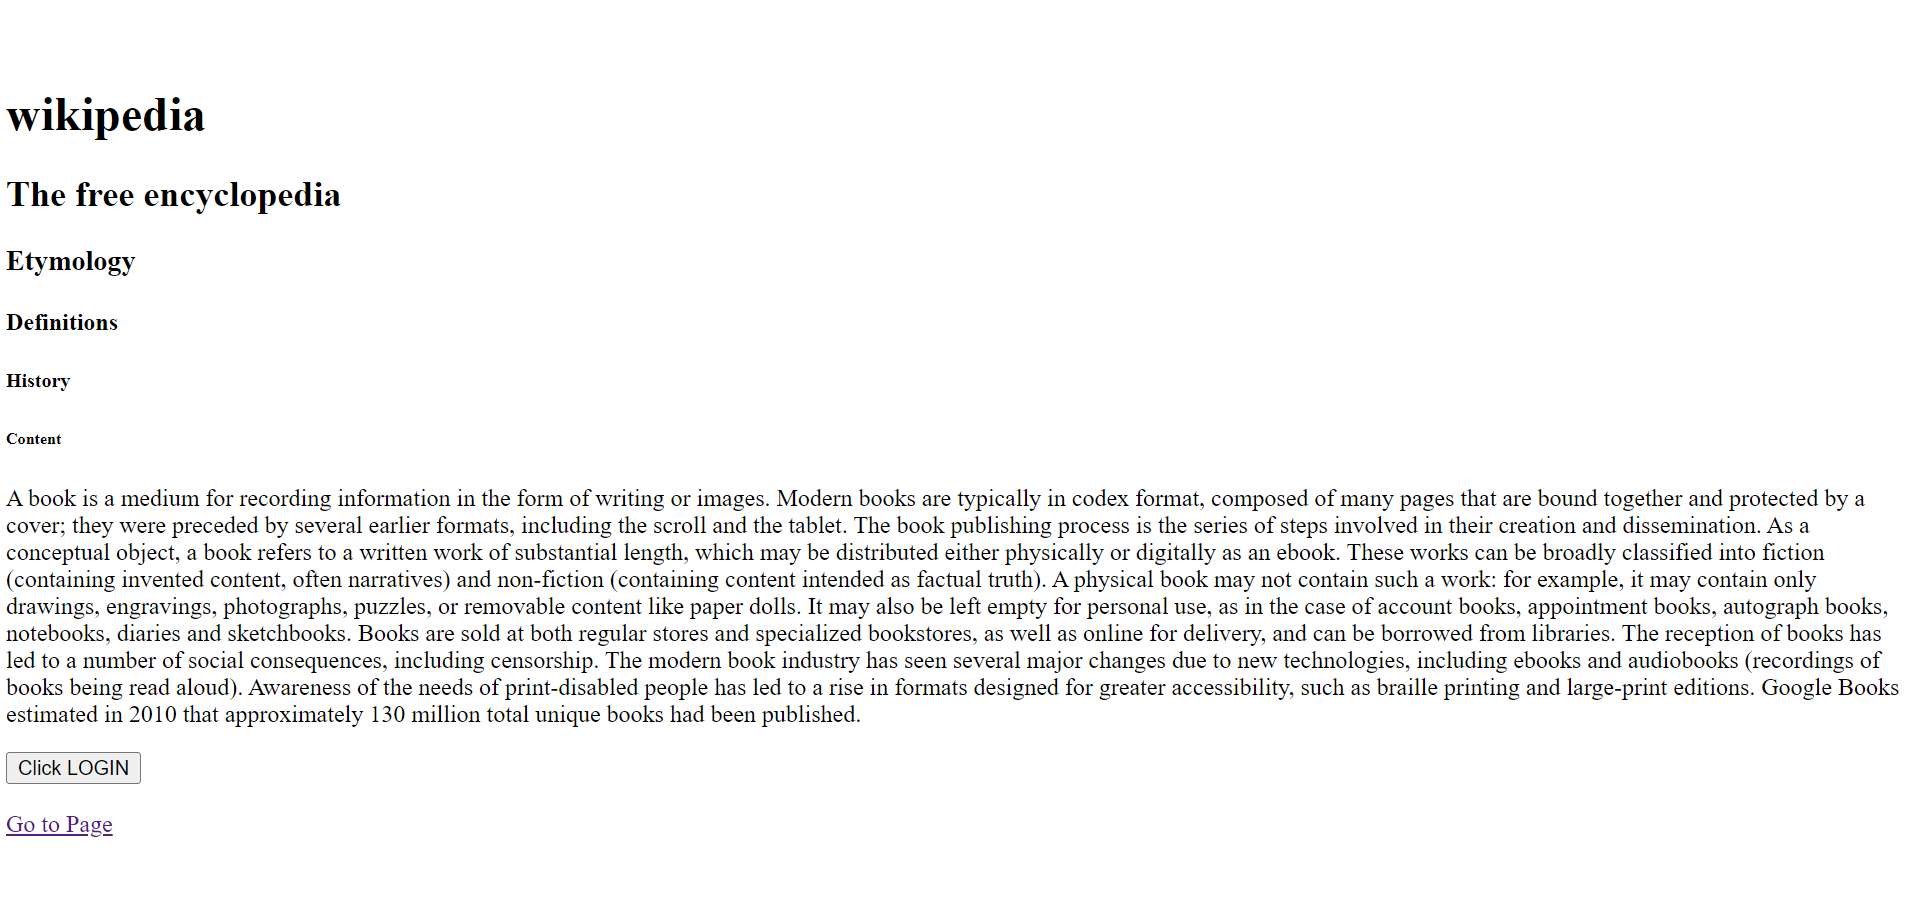 wikipedia
The free encyclopedia
Etymology
Definitions
History
Content
A book is a medium for recording information in the form of writing or images. Modern books are typically in codex format, composed of many pages that are bound together and protected by a
cover; they were preceded by several earlier formats, including the scroll and the tablet. The book publishing process is the series of steps involved in their creation and dissemination. As a
conceptual object, a book refers to a written work of substantial length, which may be distributed either physically or digitally as an ebook. These works can be broadly classified into fiction
(containing invented content, often narratives) and non-fiction (containing content intended as factual truth). A physical book may not contain such a work: for example, it may contain only
drawings, engravings, photographs, puzzles, or removable content like paper dolls. It may also be left empty for personal use, as in the case of account books, appointment books, autograph books,
notebooks, diaries and sketchbooks. Books are sold at both regular stores and specialized bookstores, as well as online for delivery, and can be borrowed from libraries. The reception of books has
led to a number of social consequences, including censorship. The modern book industry has seen several major changes due to new technologies, including ebooks and audiobooks (recordings of
books being read aloud). Awareness of the needs of print-disabled people has led to a rise in formats designed for greater accessibility, such as braille printing and large-print editions. Google Books
estimated in 2010 that approximately 130 million total unique books had been published.
Click LOGIN
Go to Page